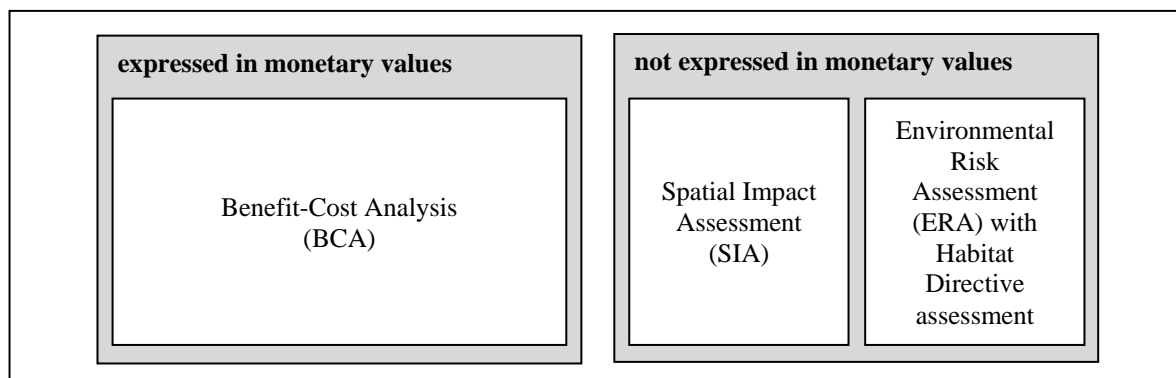 expressed in monetary values
Benefit-Cost Analysis
(BCA)
not expressed in monetary values
Spatial Impact
Assessment
(SIA)
Environmental
Risk
Assessment
(ERA) with
Habitat
Directive
assessment